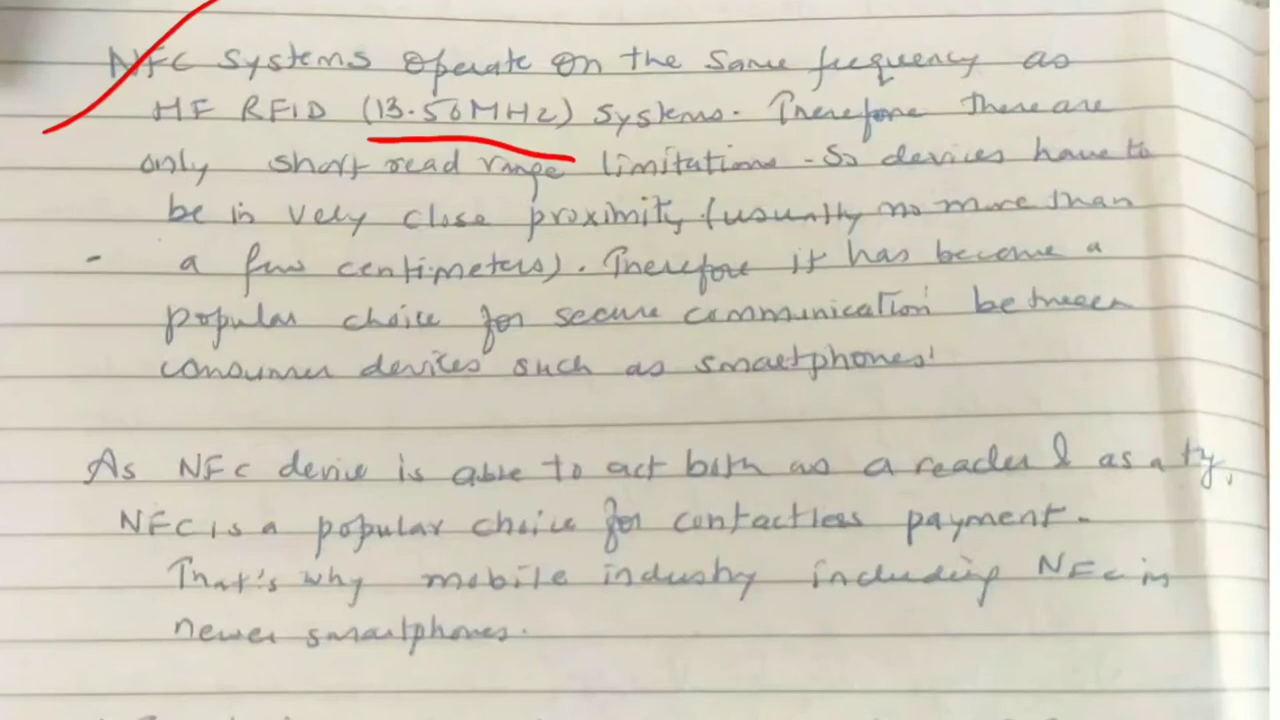 NFC systems operate on the same frequency as
HF RFID (13.56MHz) systems. Therefore there are
only short read range limitations. So devices have to
be in very close proximity (usually no more than
a few centimeters). Therefore it has become a
popular choice for secure communication between
consumer devices such as smartphones.
As NFC device is able to act both as a reader & as a tag,
NFC is a popular choice for contactless payment.
That's why mobile industry including NFC in
newer smartphones.